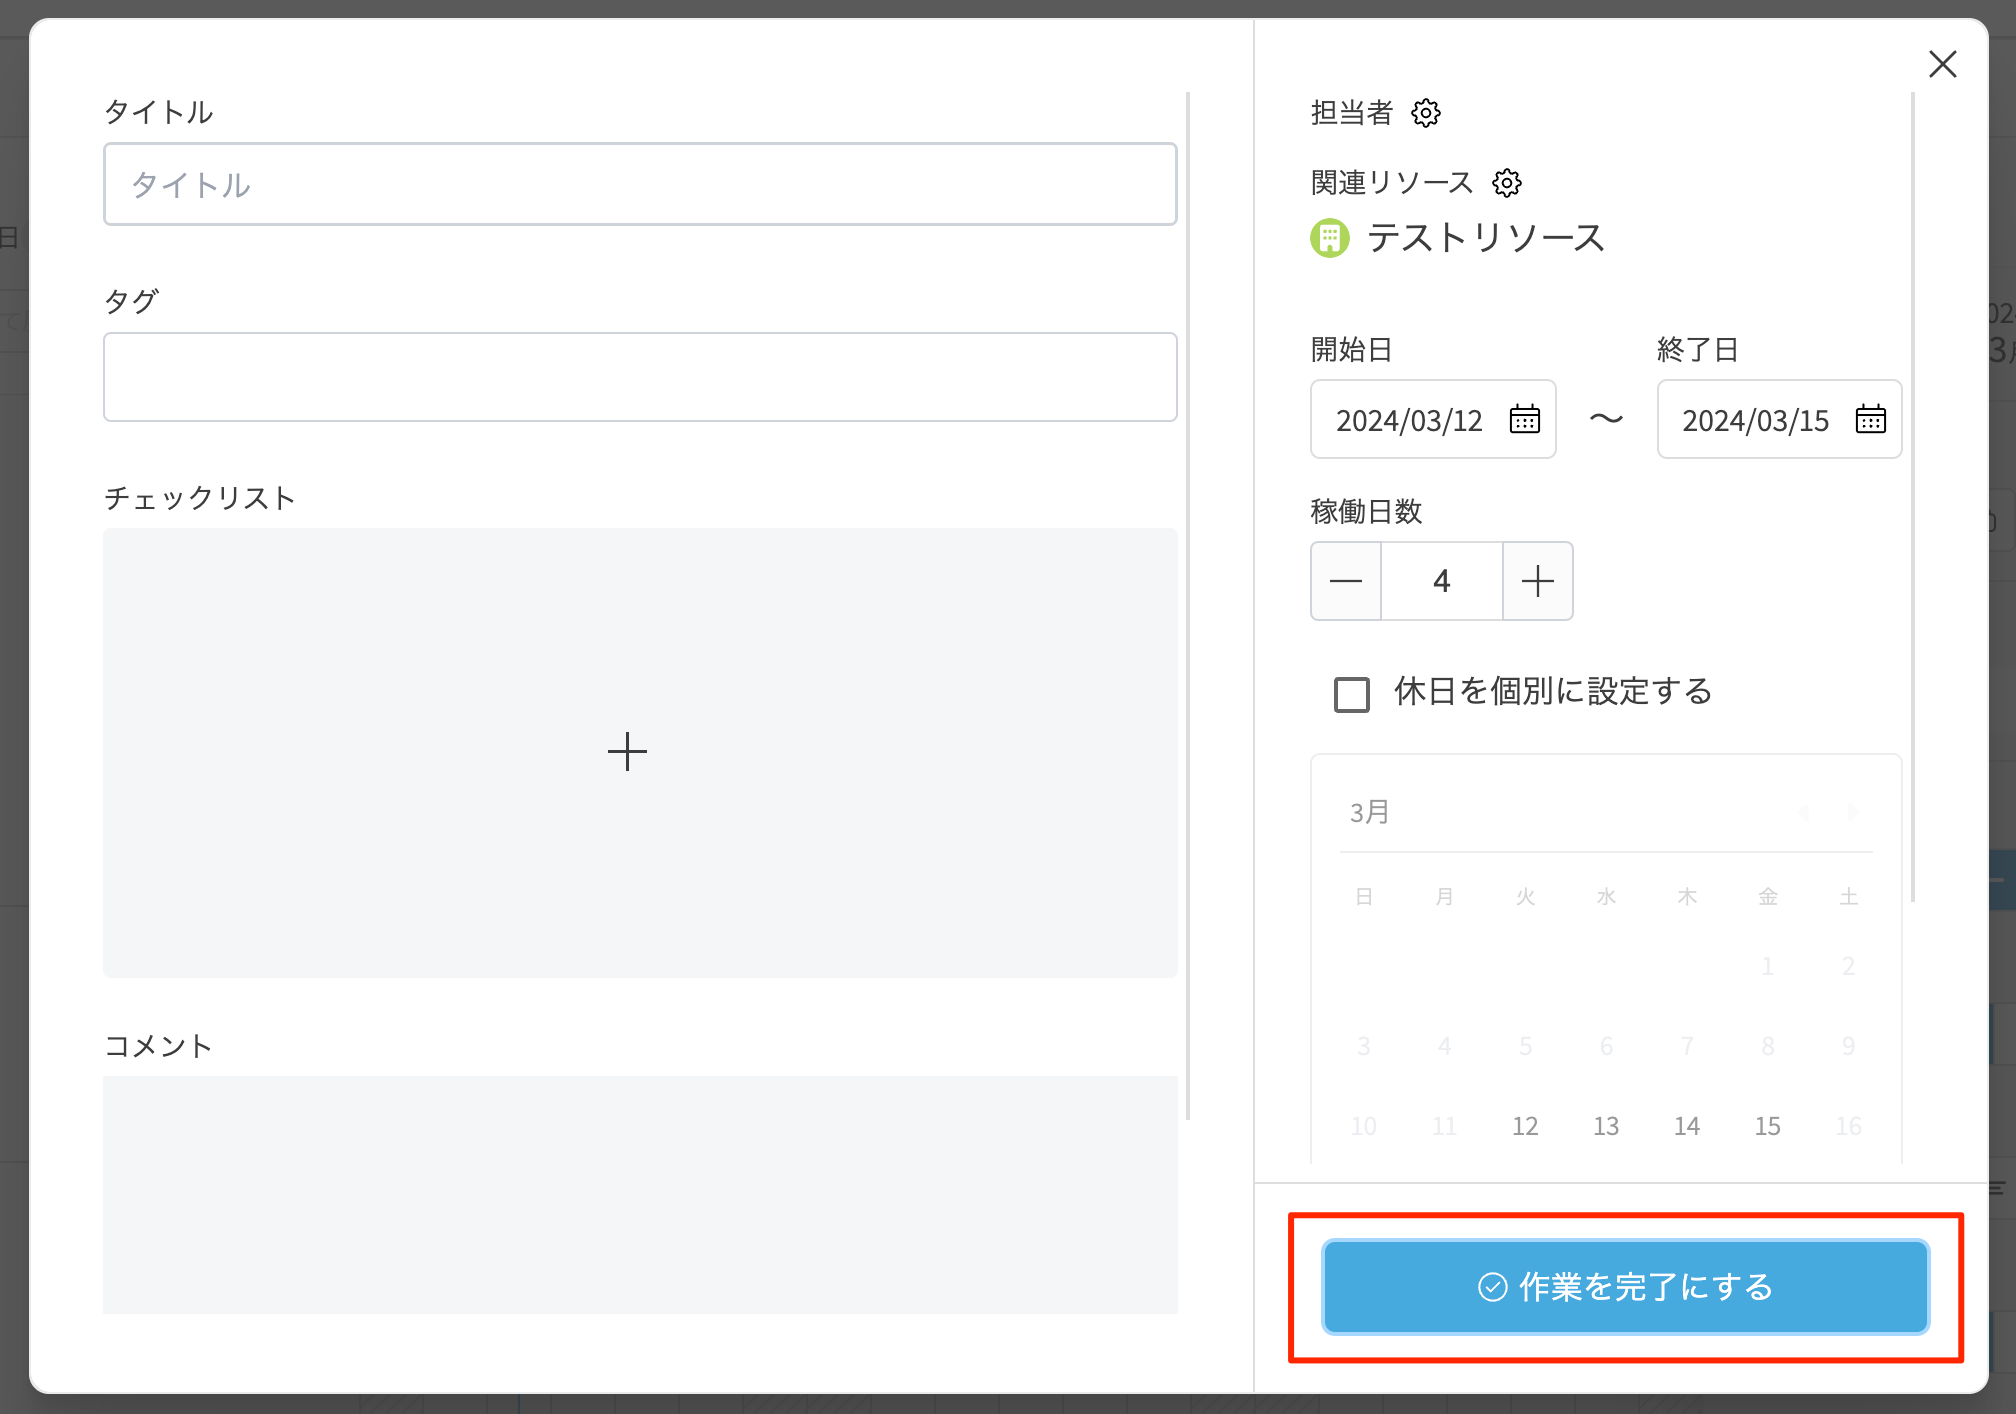 タイトル
タイトル
タグ
チェックリスト
コメント
担当者
関連リソース
テストリソース
開始日 終了日
2024/03/12 ～ 2024/03/15
稼働日数
4
休日を個別に設定する
3月
日 月 火 水 木 金 土
1 2
3 4 5 6 7 8 9
10 11 12 13 14 15 16
作業を完了にする
日